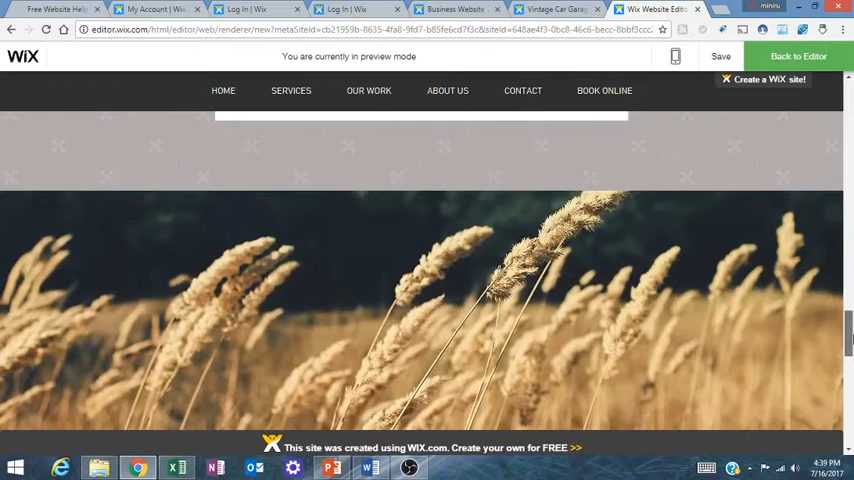 Free Website Help
My Account | Wix
Log In | Wix
Log In | Wix
Business Website
Vintage Car Garag
Wix Website Edito
miniru
editor.wix.com/html/editor/web/renderer/new?metaSiteId=cb21959b-8635-4fa8-9fd7-b85fe6cd7f3c&siteId=648ae4f3-0bc8-46c6-becc-8bbf3ccc2
WiX
You are currently in preview mode
Save
Back to Editor
Create a WiX site!
HOME
SERVICES
OUR WORK
ABOUT US
CONTACT
BOOK ONLINE
This site was created using WIX.com. Create your own for FREE >>
4:39 PM
7/16/2017